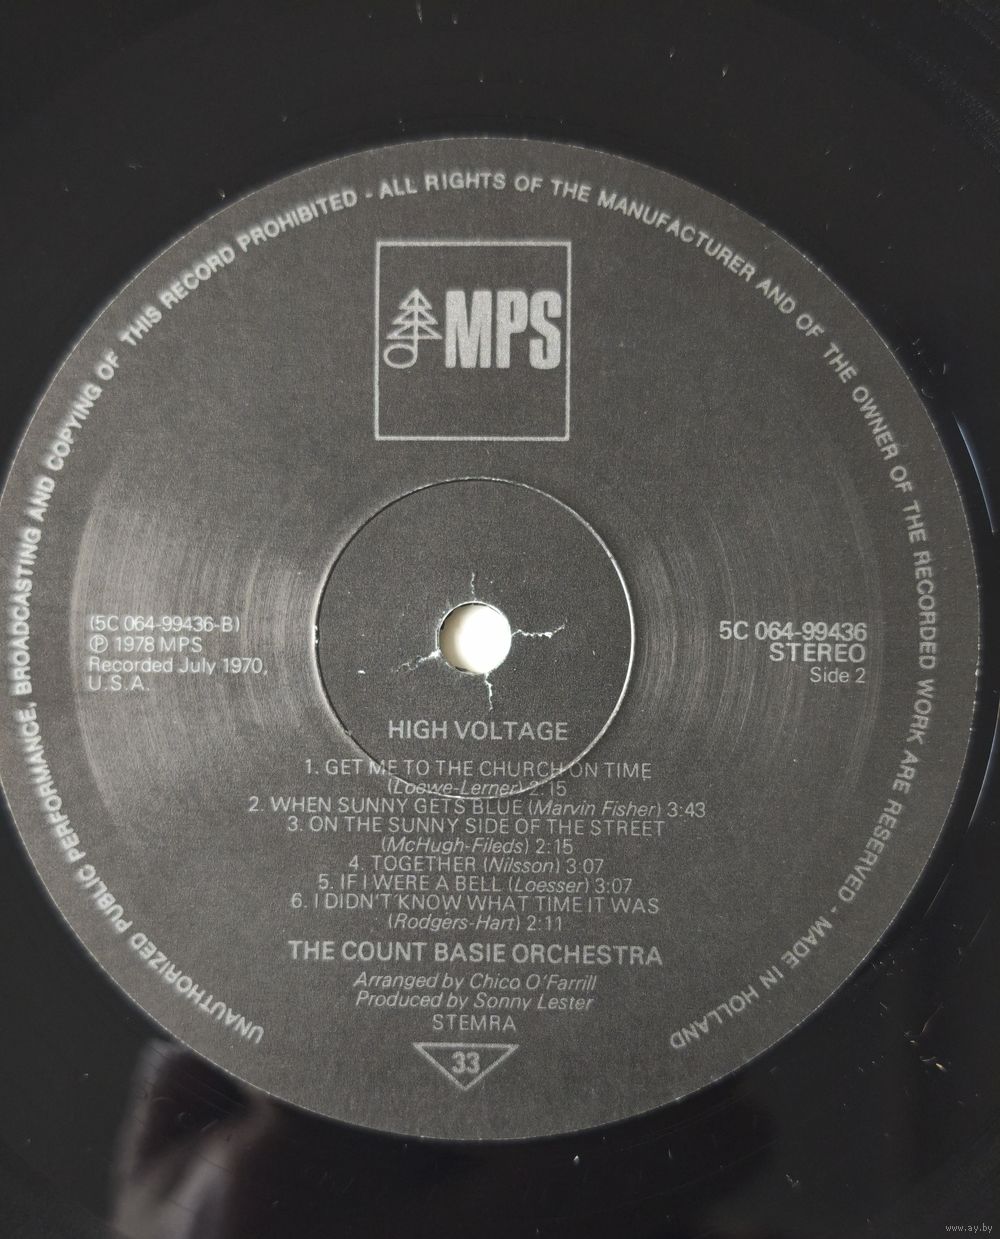 UNAUTHORIZED PUBLIC PERFORMANCE, BROADCASTING AND COPYING OF THIS RECORD PROHIBITED - ALL RIGHTS OF THE MANUFACTURER AND OF THE OWNER OF THE RECORDED WORK ARE RESERVED - MADE IN HOLLAND
MPS
(5C 064-99436-B)
Ⓟ 1978 MPS
Recorded July 1970,
U.S.A.
5C 064-99436
STEREO
Side 2
HIGH VOLTAGE
1. GET ME TO THE CHURCH ON TIME
(Loewe-Lerner) 2:15
2. WHEN SUNNY GETS BLUE (Marvin Fisher) 3:43
3. ON THE SUNNY SIDE OF THE STREET
(McHugh-Fileds) 2:15
4. TOGETHER (Nilsson) 3:07
5. IF I WERE A BELL (Loesser) 3:07
6. I DIDN'T KNOW WHAT TIME IT WAS
(Rodgers-Hart) 2:11
THE COUNT BASIE ORCHESTRA
Arranged by Chico O'Farrill
Produced by Sonny Lester
STEMRA
33
www.ay.by